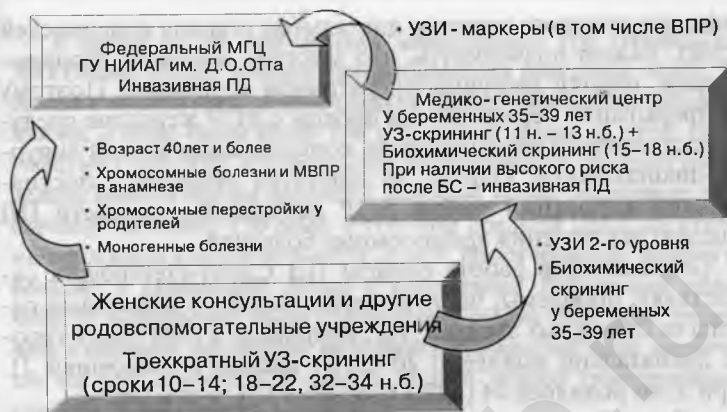 Федеральный МГЦ
ГУ НИИАГ им. Д.О.Отта
Инвазивная ПД
• УЗИ - маркеры (в том числе ВПР)
Медико-генетический центр
У беременных 35–39 лет
УЗ-скрининг (11 н. – 13 н.б.) +
Биохимический скрининг (15–18 н.б.)
При наличии высокого риска
после БС – инвазивная ПД
• Возраст 40 лет и более
• Хромосомные болезни и МВПР
в анамнезе
• Хромосомные перестройки у
родителей
• Моногенные болезни
• УЗИ 2-го уровня
• Биохимический
скрининг
у беременных
35–39 лет
Женские консультации и другие
родовспомогательные учреждения
Трехкратный УЗ-скрининг
(сроки 10–14; 18–22, 32–34 н.б.)